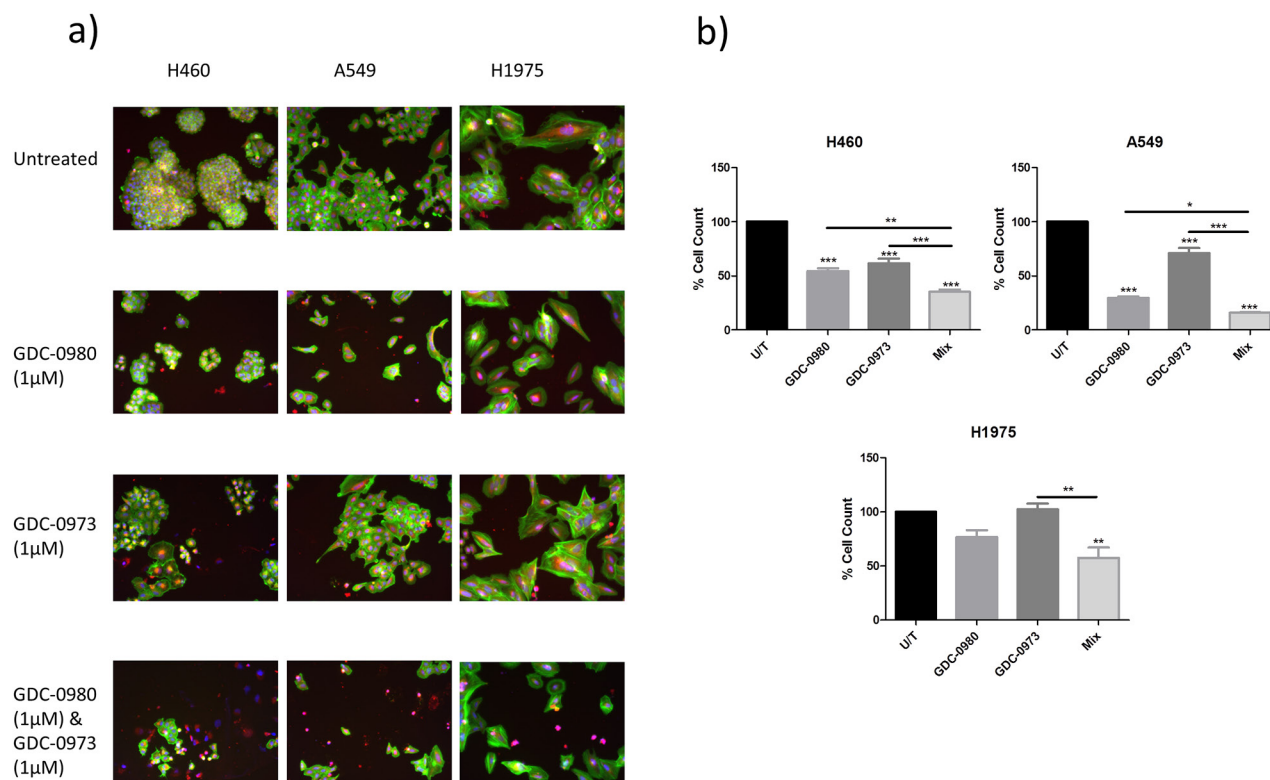 a)
H460 A549 H1975
Untreated
GDC-0980
(1µM)
GDC-0973
(1µM)
GDC-0980
(1µM) &
GDC-0973
(1µM)
b)
H460
% Cell Count
150
100
50
0
**
***
***
***
***
U/T
GDC-0980
GDC-0973
Mix
A549
% Cell Count
150
100
50
0
*
***
***
***
***
U/T
GDC-0980
GDC-0973
Mix
H1975
% Cell Count
150
100
50
0
**
**
U/T
GDC-0980
GDC-0973
Mix